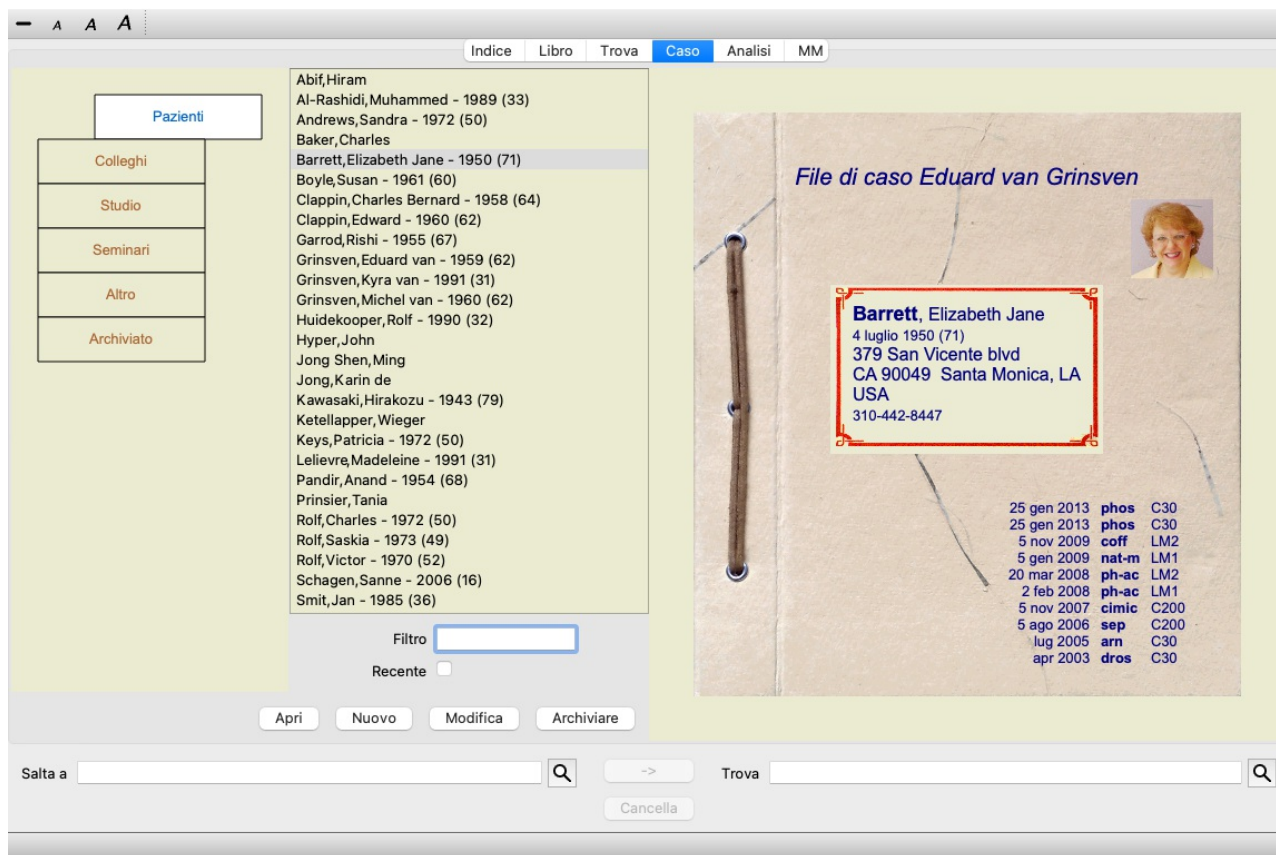 A A A
Indice Libro Trova Caso Analisi MM
Pazienti
Colleghi
Studio
Seminari
Altro
Archiviato
Abif,Hiram
Al-Rashidi,Muhammed - 1989 (33)
Andrews,Sandra - 1972 (50)
Baker,Charles
Barrett,Elizabeth Jane - 1950 (71)
Boyle,Susan - 1961 (60)
Clappin,Charles Bernard - 1958 (64)
Clappin,Edward - 1960 (62)
Garrod,Rishi - 1955 (67)
Grinsven,Eduard van - 1959 (62)
Grinsven,Kyra van - 1991 (31)
Grinsven,Michel van - 1960 (62)
Huidekooper,Rolf - 1990 (32)
Hyper,John
Jong Shen,Ming
Jong,Karin de
Kawasaki,Hirakozu - 1943 (79)
Ketellapper,Wieger
Keys,Patricia - 1972 (50)
Lelievre,Madeleine - 1991 (31)
Pandir,Anand - 1954 (68)
Prinsier,Tania
Rolf,Charles - 1972 (50)
Rolf,Saskia - 1973 (49)
Rolf,Victor - 1970 (52)
Schagen,Sanne - 2006 (16)
Smit,Jan - 1985 (36)
Filtro
Recente
Apri Nuovo Modifica Archiviare
File di caso Eduard van Grinsven
Barrett, Elizabeth Jane
4 luglio 1950 (71)
379 San Vicente blvd
CA 90049 Santa Monica, LA
USA
310-442-8447
25 gen 2013 phos C30
25 gen 2013 phos C30
5 nov 2009 coff LM2
5 gen 2009 nat-m LM1
20 mar 2008 ph-ac LM2
2 feb 2008 ph-ac LM1
5 nov 2007 cimic C200
5 ago 2006 sep C200
lug 2005 arn C30
apr 2003 dros C30
Salta a -> Trova
Cancella